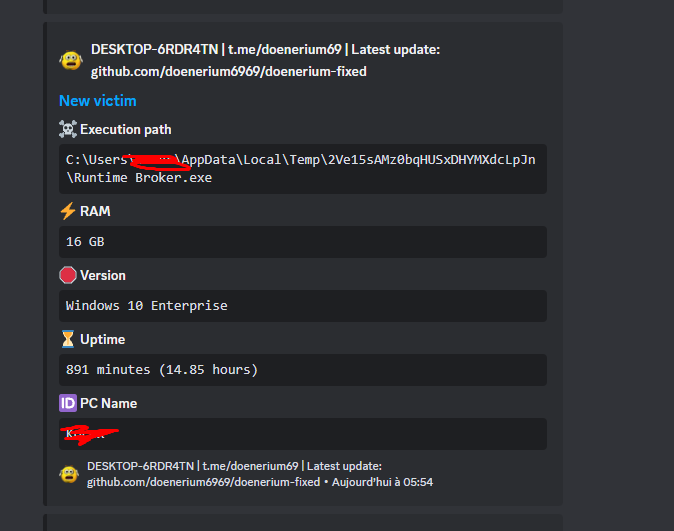 DESKTOP-6RDR4TN | t.me/doenerium69 | Latest update:
github.com/doenerium6969/doenerium-fixed
New victim
Execution path
C:\Users\ \AppData\Local\Temp\2Ve15sAMz0bqHUSxDHYMXdcLpJn
\Runtime Broker.exe
RAM
16 GB
Version
Windows 10 Enterprise
Uptime
891 minutes (14.85 hours)
ID PC Name
DESKTOP-6RDR4TN | t.me/doenerium69 | Latest update:
github.com/doenerium6969/doenerium-fixed • Aujourd'hui à 05:54